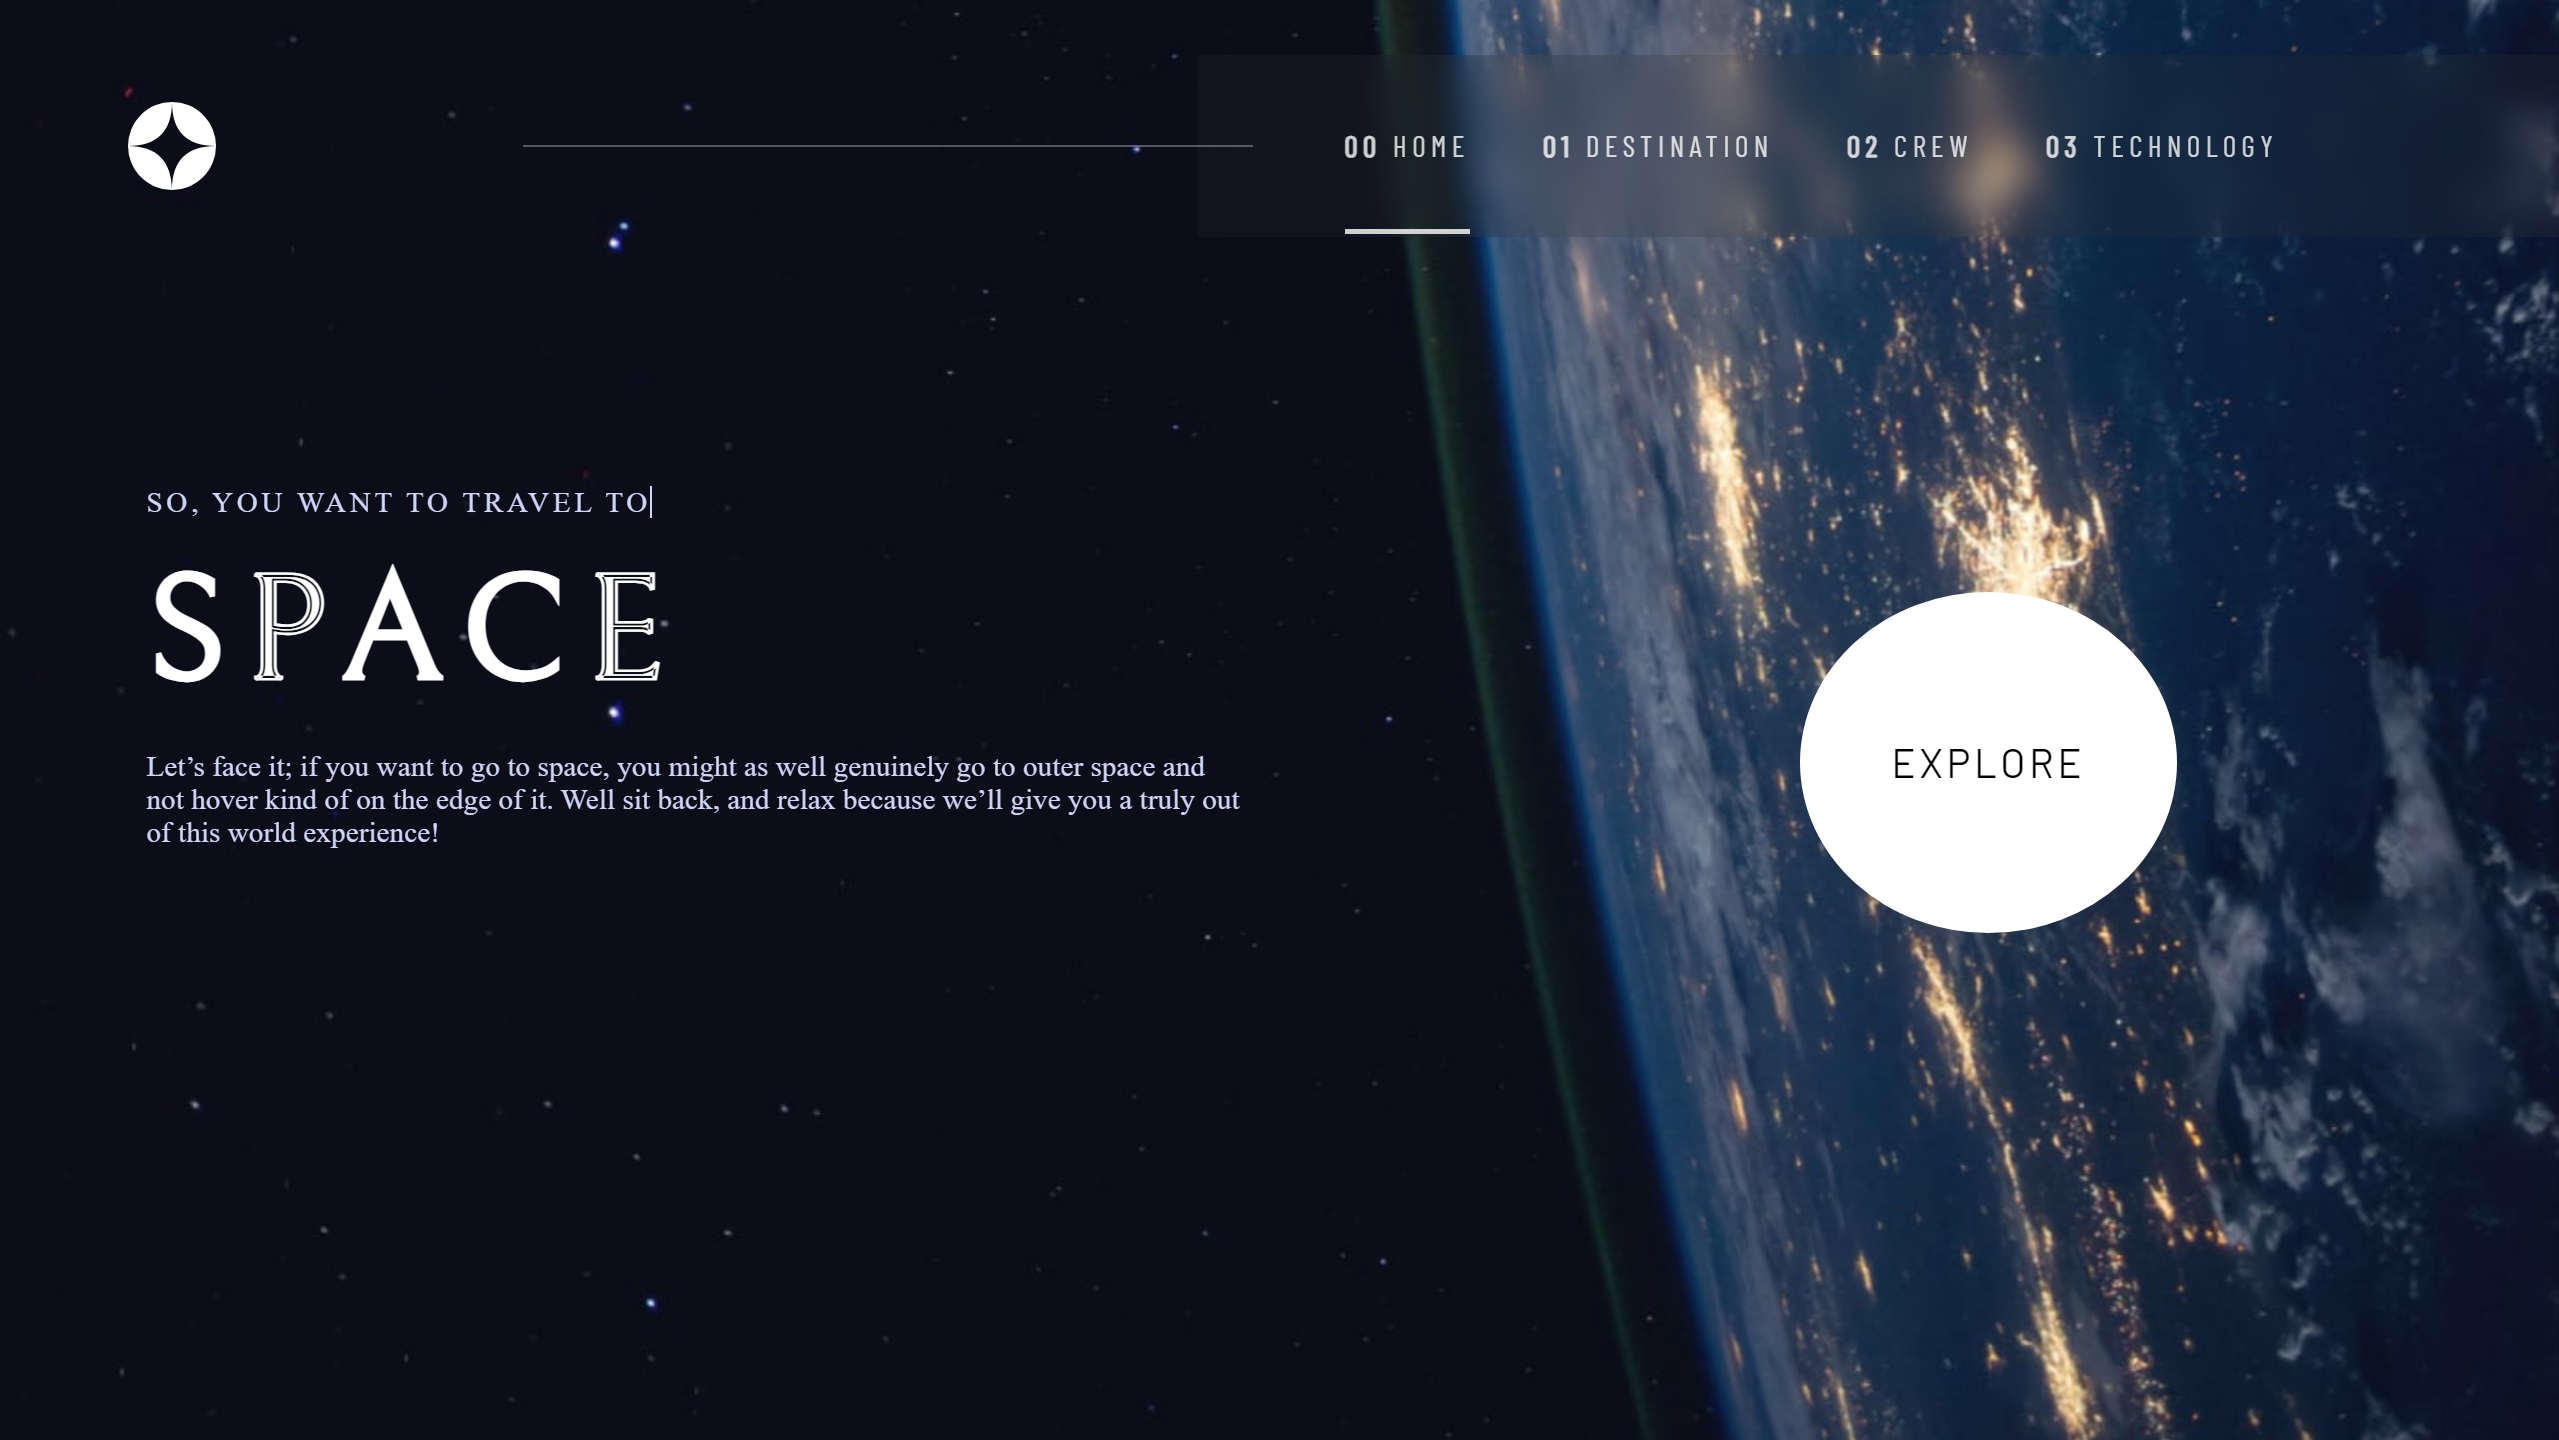 00 HOME 01 DESTINATION 02 CREW 03 TECHNOLOGY
SO, YOU WANT TO TRAVEL TO
SPACE
Let’s face it; if you want to go to space, you might as well genuinely go to outer space and
not hover kind of on the edge of it. Well sit back, and relax because we’ll give you a truly out
of this world experience!
EXPLORE